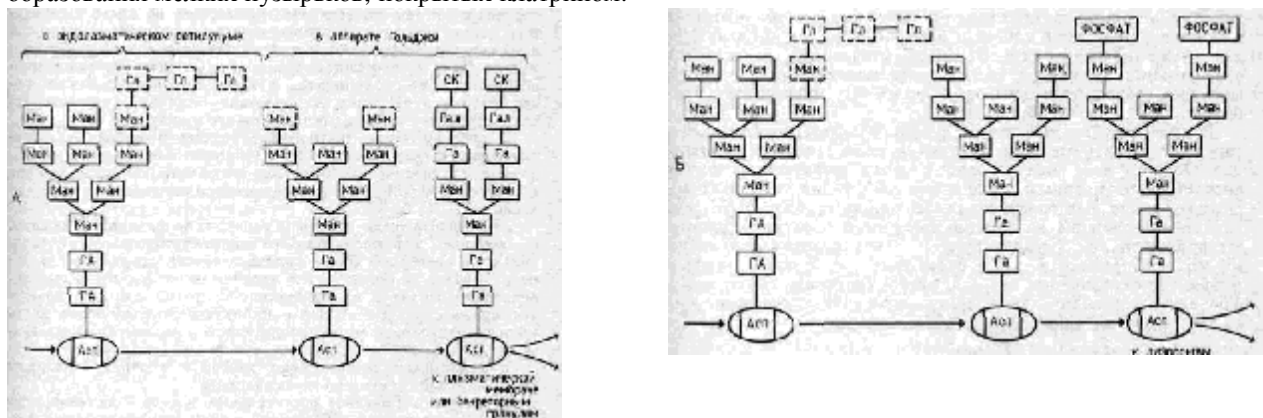 образования мелких пузырьков, покрытых клатрином.
в эндоплазматическом ретикулуме
в аппарате Гольджи
Гл Гл Гл
СК СК
Ман Ман Ман
Ман Ман
Гал Гал
Ман Ман Ман
Ман Ман Ман
Га Га
А
Ман Ман
Ман Ман
Ман Ман
Ман
Ман
Ман
ГА
Га
Га
ГА
Га
Га
Асп
Асп
Асп
к плазматической
мембране
или секреторным
гранулам
Гл Гл Гл
ФОСФАТ ФОСФАТ
Ман Ман Ман
Ман Ман
Ман Ман
Ман Ман Ман
Ман Ман Ман
Ман Ман Ман
Б
Ман Ман
Ман Ман
Ман Ман
Ман
Ман
Ман
ГА
Га
Га
ГА
Га
Га
Асп
Асп
Асп
к лизосомам